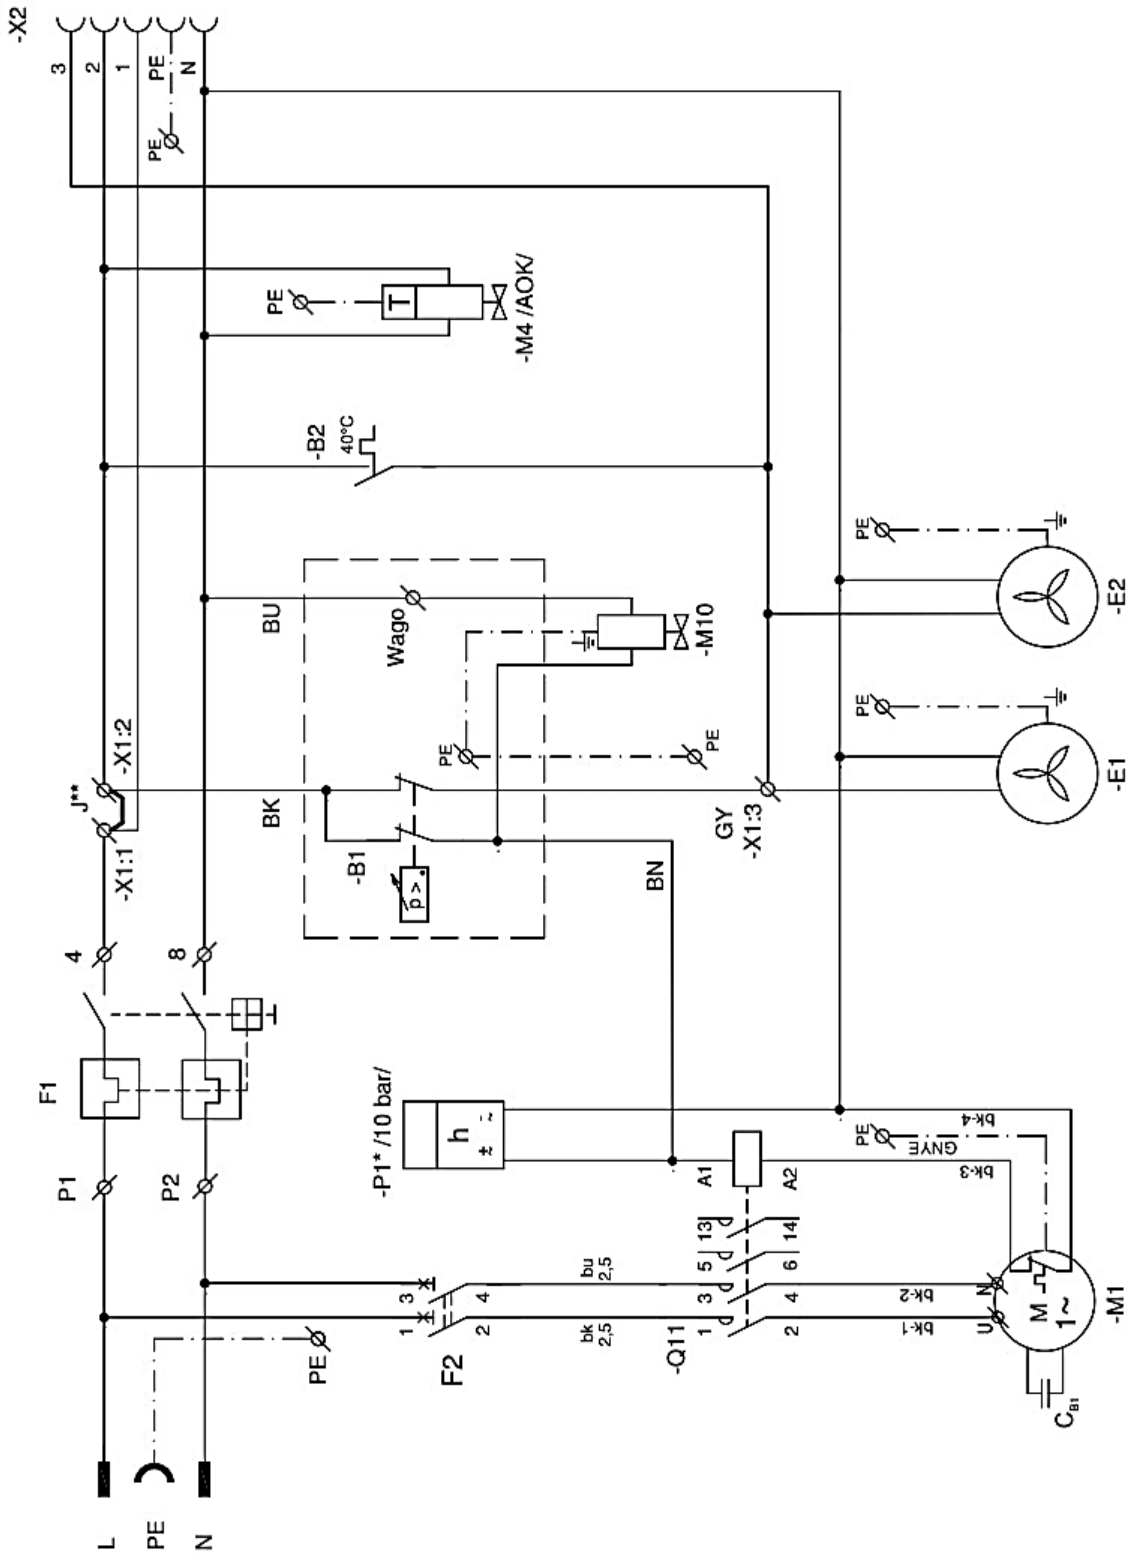 -X2
3
2
1
PE
N
PE
PE
T
-M4 /AOK/
-B2
40°C
BU
Wago
-M10
PE
PE
PE
-E2
PE
-E1
J**
-X1:2
-X1:1
BK
-B1
p >
GY
-X1:3
BN
4
8
F1
P1
P2
-P1* /10 bar/
h
± ~
- ~
A1
A2
13
14
5
6
3
4
1
2
-Q11
bu
2,5
bk
2,5
3
4
1
2
F2
PE
PE
GNYE
bk-4
bk-3
bk-2
bk-1
N
U
M
1~
-M1
CB1
L
PE
N